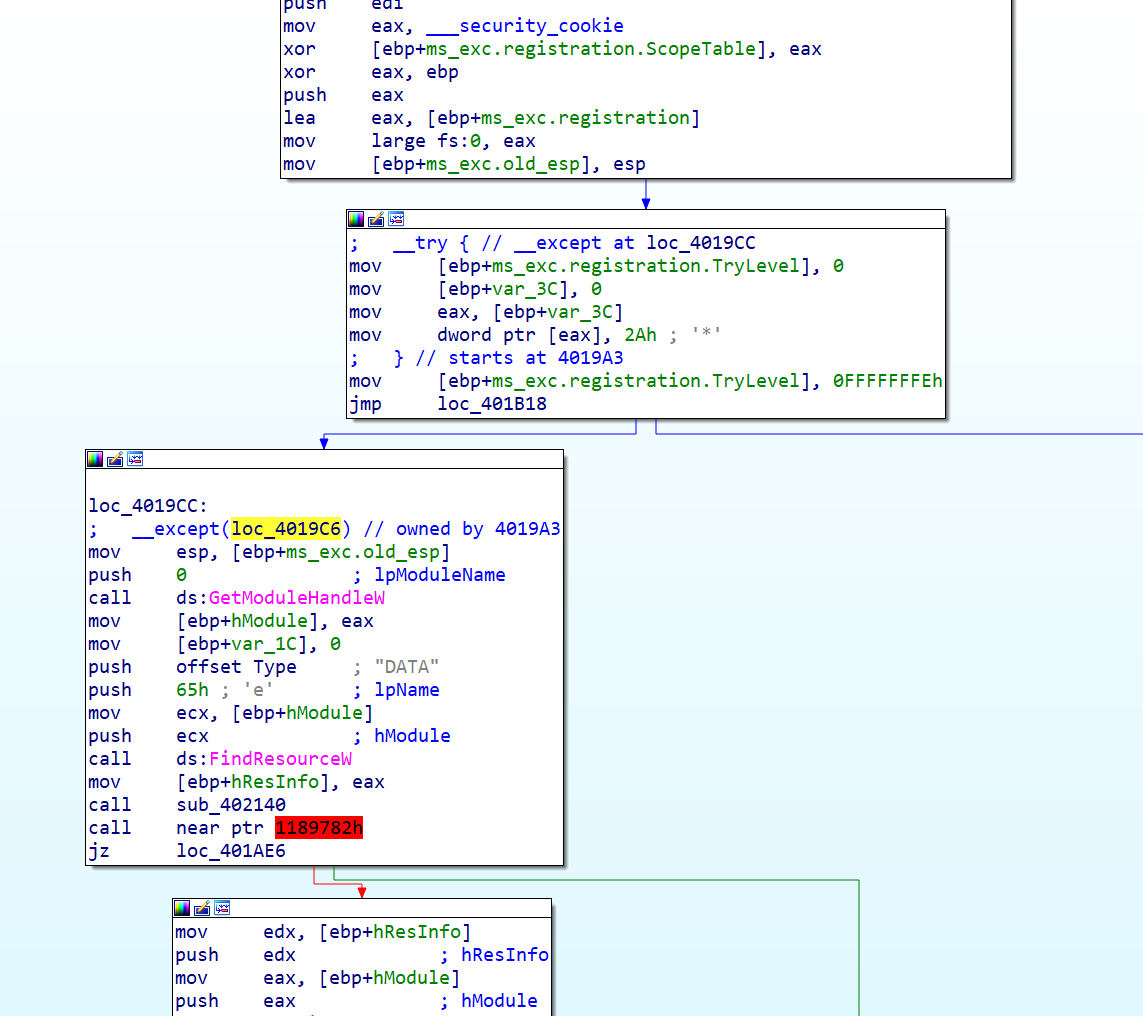 push edi
mov eax, ___security_cookie
xor [ebp+ms_exc.registration.ScopeTable], eax
xor eax, ebp
push eax
lea eax, [ebp+ms_exc.registration]
mov large fs:0, eax
mov [ebp+ms_exc.old_esp], esp
; __try { // __except at loc_4019CC
mov [ebp+ms_exc.registration.TryLevel], 0
mov [ebp+var_3C], 0
mov eax, [ebp+var_3C]
mov dword ptr [eax], 2Ah ; '*'
; } // starts at 4019A3
mov [ebp+ms_exc.registration.TryLevel], 0FFFFFFFEh
jmp loc_401B18
loc_4019CC:
; __except(loc_4019C6) // owned by 4019A3
mov esp, [ebp+ms_exc.old_esp]
push 0 ; lpModuleName
call ds:GetModuleHandleW
mov [ebp+hModule], eax
mov [ebp+var_1C], 0
push offset Type ; "DATA"
push 65h ; 'e' ; lpName
mov ecx, [ebp+hModule]
push ecx ; hModule
call ds:FindResourceW
mov [ebp+hResInfo], eax
call sub_402140
call near ptr 1189782h
jz loc_401AE6
mov edx, [ebp+hResInfo]
push edx ; hResInfo
mov eax, [ebp+hModule]
push eax ; hModule